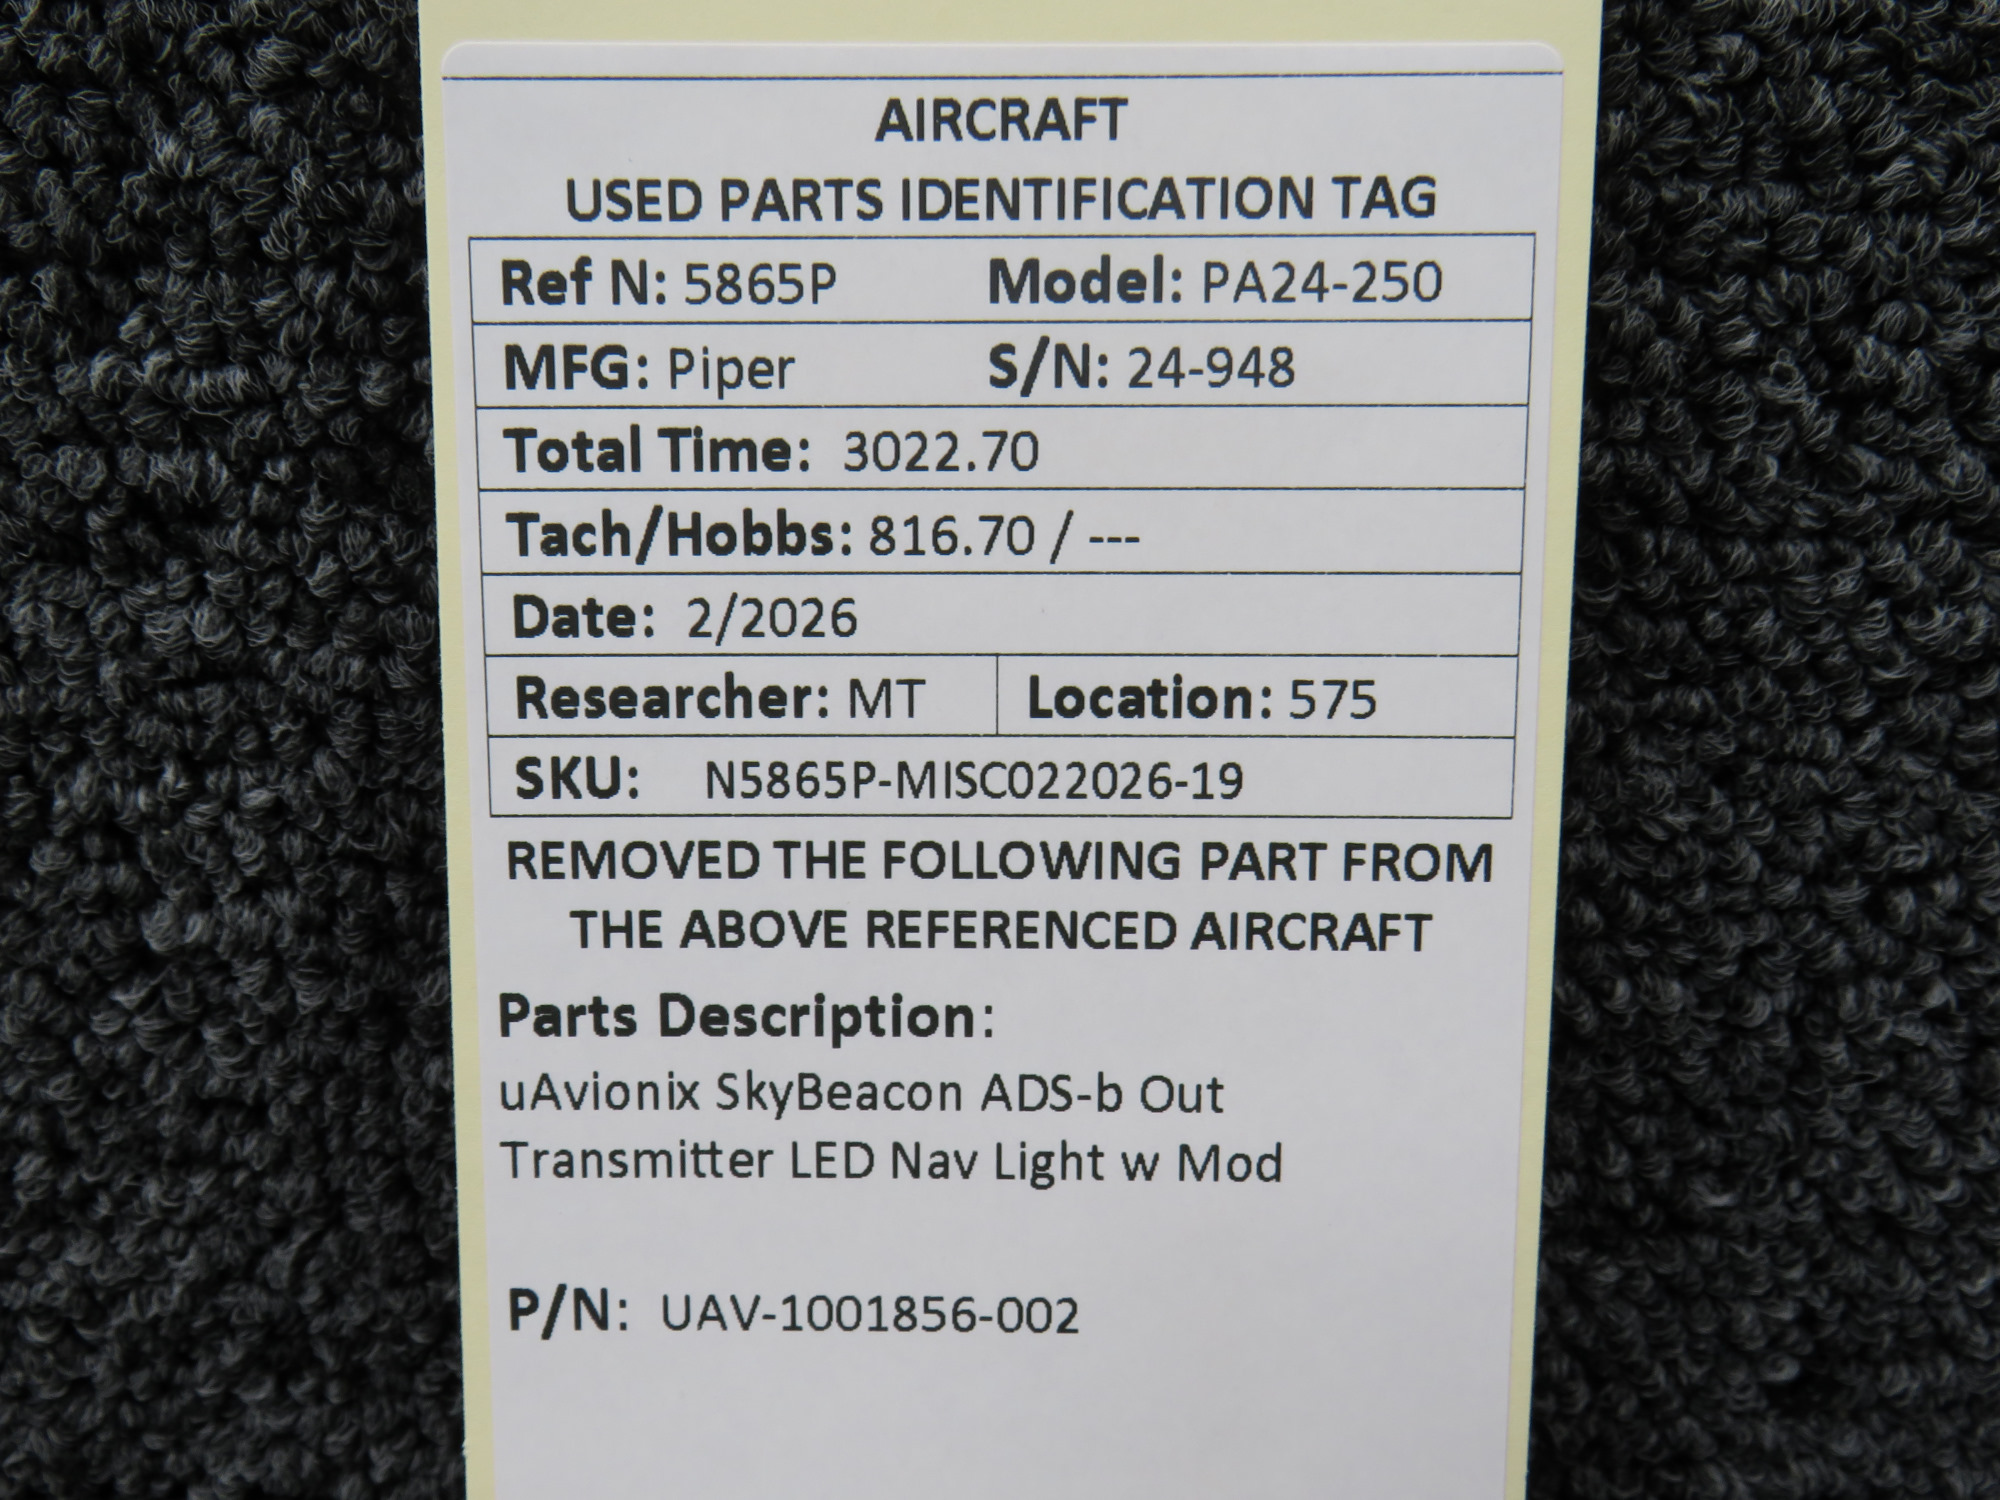 AIRCRAFT
USED PARTS IDENTIFICATION TAG
Ref N: 5865P Model: PA24-250
MFG: Piper S/N: 24-948
Total Time: 3022.70
Tach/Hobbs: 816.70 / ---
Date: 2/2026
Researcher: MT Location: 575
SKU: N5865P-MISC022026-19
REMOVED THE FOLLOWING PART FROM
THE ABOVE REFERENCED AIRCRAFT
Parts Description:
uAvionix SkyBeacon ADS-b Out
Transmitter LED Nav Light w Mod
P/N: UAV-1001856-002